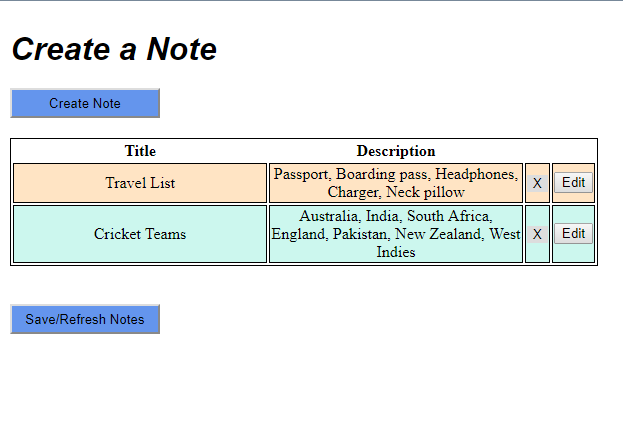 Create a Note
Create Note
Title Description
Travel List Passport, Boarding pass, Headphones, Charger, Neck pillow X Edit
Cricket Teams Australia, India, South Africa, England, Pakistan, New Zealand, West Indies X Edit
Save/Refresh Notes